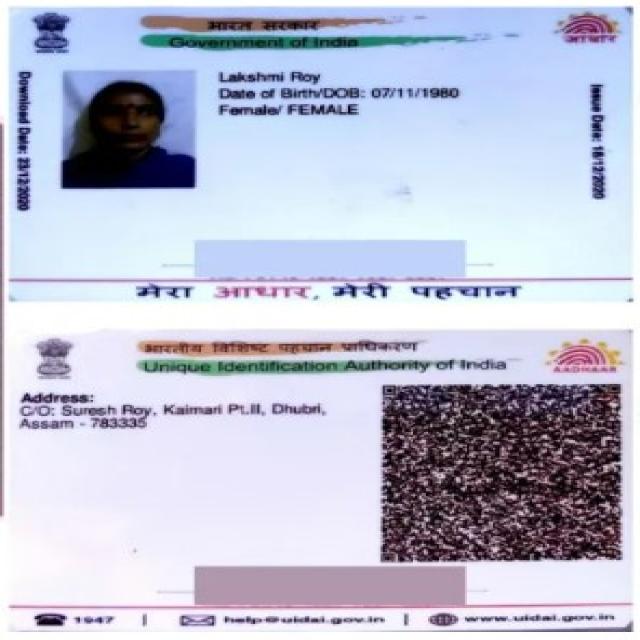 भारत सरकार
Government of India
आधार
Download Date: 23/12/2020
Lakshmi Roy
Date of Birth/DOB: 07/11/1980
Female/ FEMALE
Issue Date: 18/12/2020
मेरा आधार, मेरी पहचान
भारतीय विशिष्ट पहचान प्राधिकरण
Unique Identification Authority of India
AADHAAR
Address:
C/O: Suresh Roy, Kaimari Pt.II, Dhubri,
Assam - 783335
1947 | help@uidai.gov.in | www.uidai.gov.in